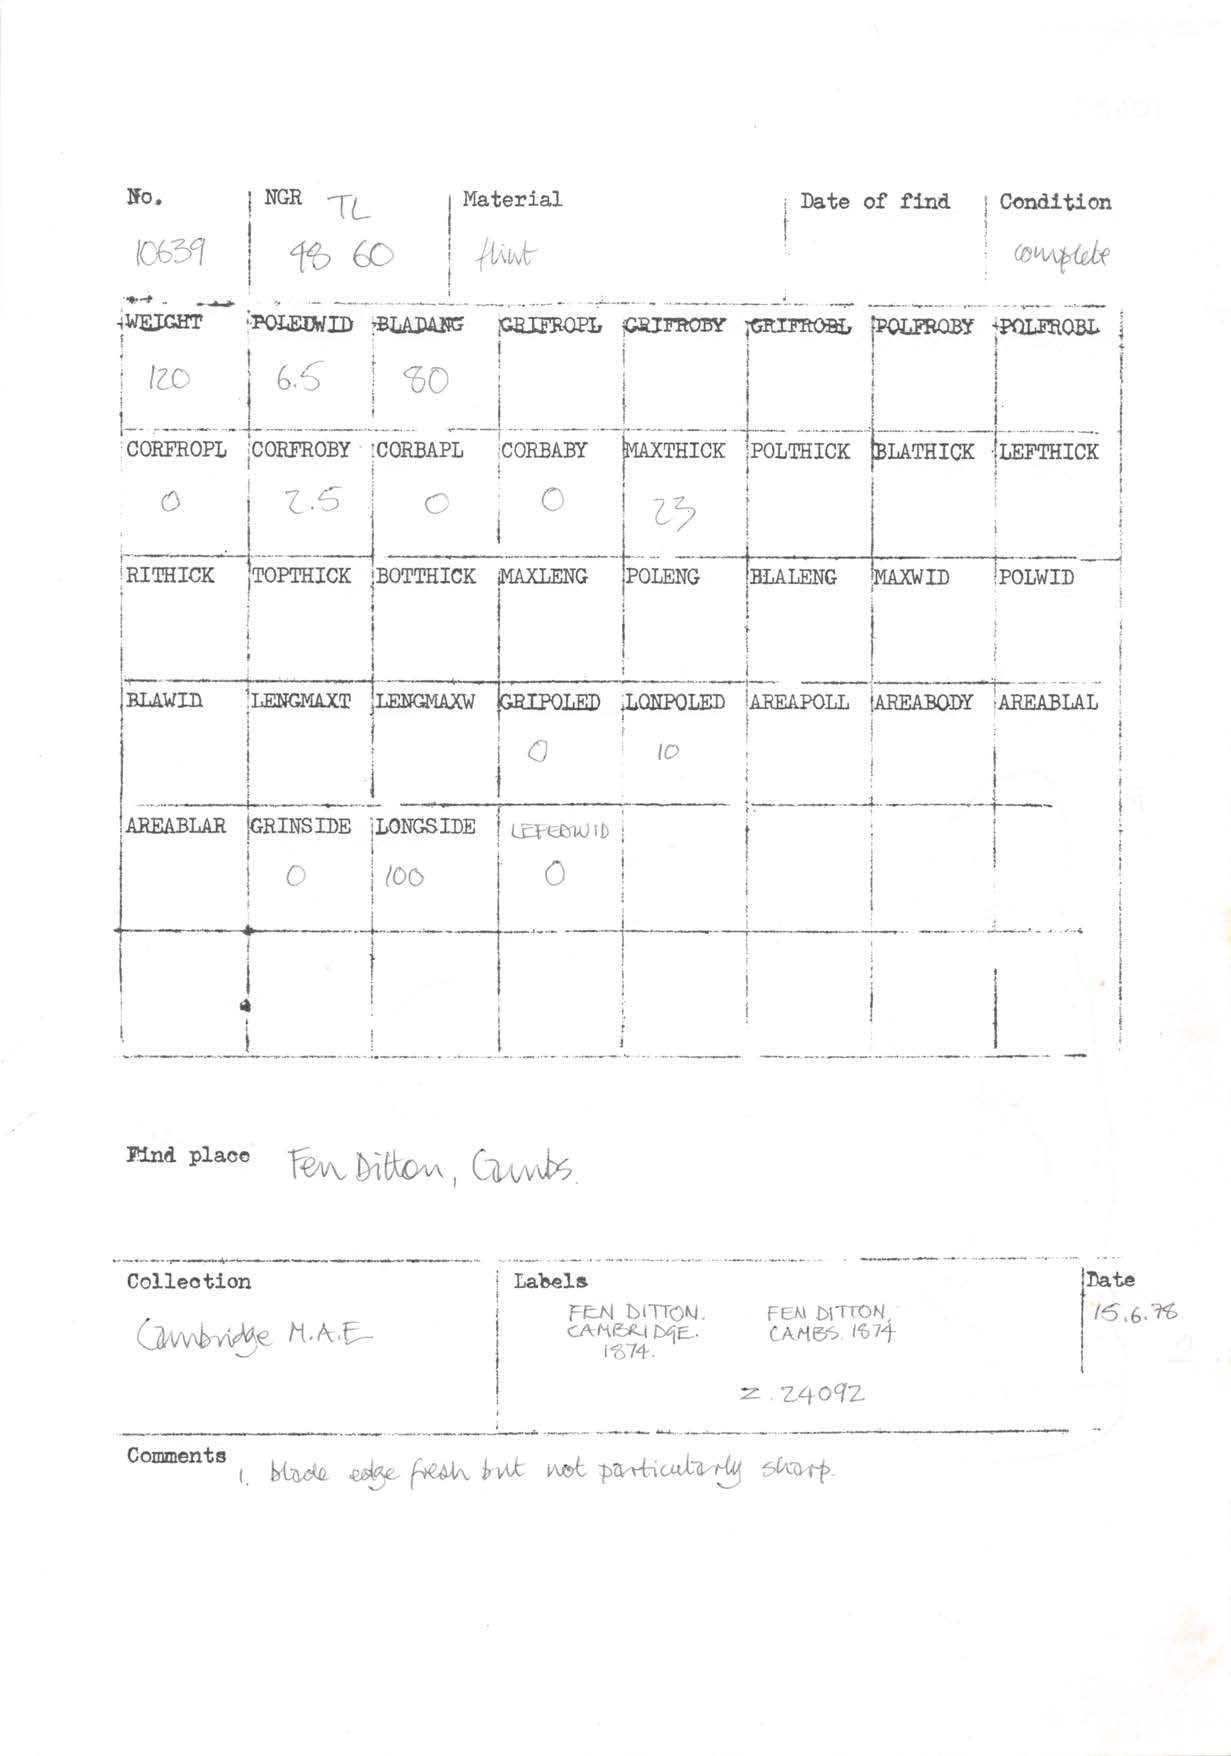 No. NGR TL Material Date of find Condition
10639 48 60 flint complete
WEIGHT POLEDWID BLADANG GRIFROPL GRIFROBY GRIFROBL POLFROBY POLFROBL
120 6.5 80
CORFROPL CORFROBY CORBAPL CORBABY MAXTHICK POLTHICK BLATHICK LEFTHICK
0 2.5 0 0 23
RITHICK TOPTHICK BOTTHICK MAXLENG POLENG BLALENG MAXWID POLWID
BLAWID LENGMAXT LENGMAXW GRIPOLED LONPOLED AREAPOLL AREABODY AREABLAL
0 10
AREABLAR GRINSIDE LONGSIDE LEFEDWID
0 100 0
Find place Fen Ditton, Cambs.
Collection Labels Date
Cambridge M.A.E
FEN DITTON.
CAMBRIDGE.
1874.
FEN DITTON,
CAMBS. 1874
Z. 24092
15.6.78
Comments 1. blade edge fresh but not particularly sharp.